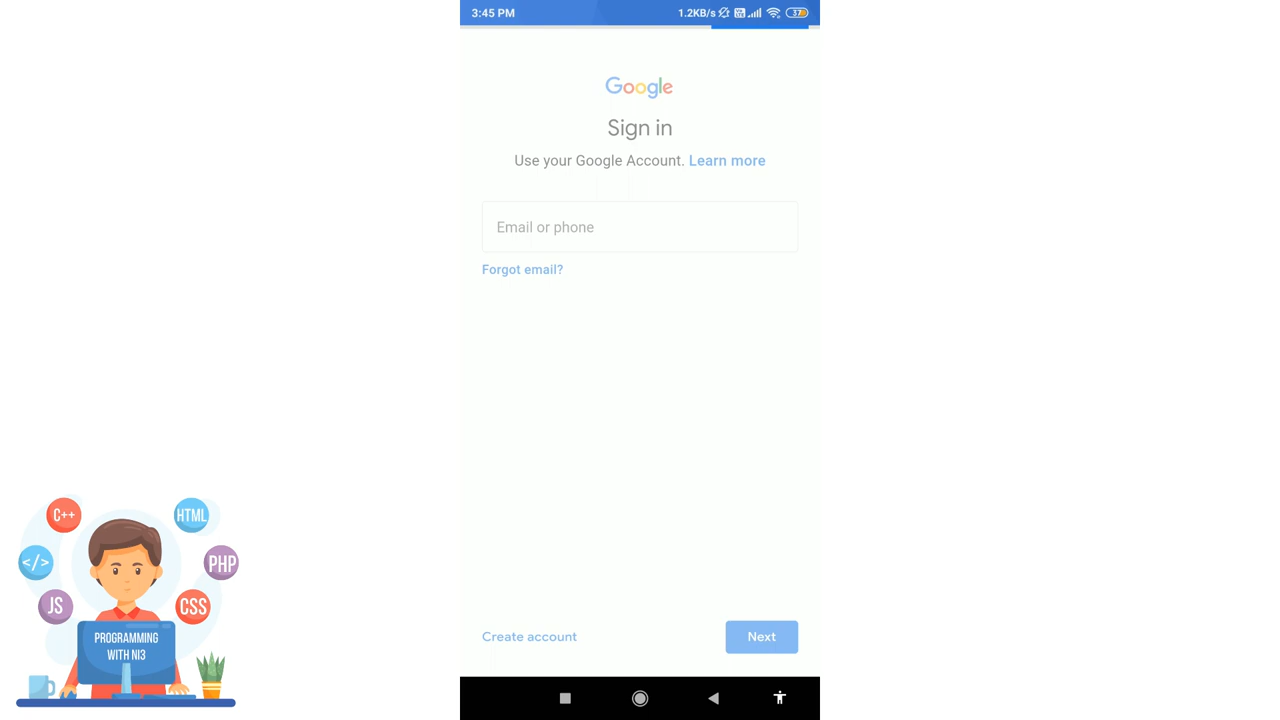 3:45 PM
1.2KB/s
37
Google
Sign in
Use your Google Account. Learn more
Email or phone
Forgot email?
Create account
Next
C++
HTML
</>
PHP
JS
CSS
PROGRAMMING
WITH NI3